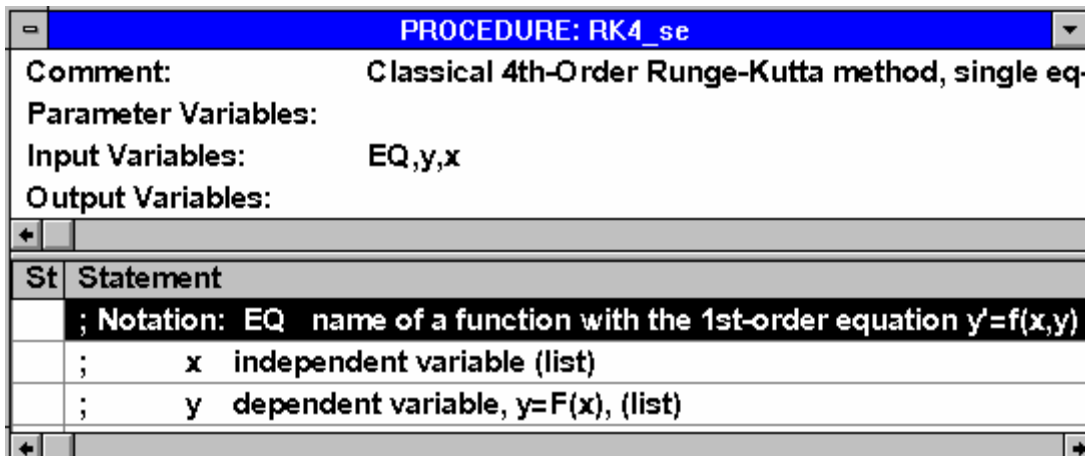 PROCEDURE: RK4_se
Comment: Classical 4th-Order Runge-Kutta method, single eq-
Parameter Variables:
Input Variables: EQ,y,x
Output Variables:
St Statement
; Notation: EQ name of a function with the 1st-order equation y'=f(x,y)
; x independent variable (list)
; y dependent variable, y=F(x), (list)